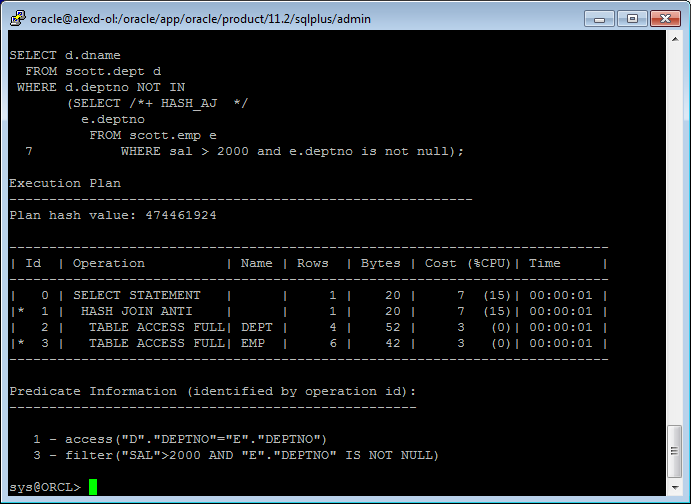 oracle@alexd-ol:/oracle/app/oracle/product/11.2/sqlplus/admin
SELECT d.dname
  FROM scott.dept d
 WHERE d.deptno NOT IN
       (SELECT /*+ HASH_AJ  */
         e.deptno
          FROM scott.emp e
  7           WHERE sal > 2000 and e.deptno is not null);
Execution Plan
----------------------------------------------------------
Plan hash value: 474461924
---------------------------------------------------------------------------
| Id  | Operation          | Name | Rows  | Bytes | Cost (%CPU)| Time     |
---------------------------------------------------------------------------
|   0 | SELECT STATEMENT   |      |     1 |    20 |     7  (15)| 00:00:01 |
|*  1 |  HASH JOIN ANTI    |      |     1 |    20 |     7  (15)| 00:00:01 |
|   2 |   TABLE ACCESS FULL| DEPT |     4 |    52 |     3   (0)| 00:00:01 |
|*  3 |   TABLE ACCESS FULL| EMP  |     6 |    42 |     3   (0)| 00:00:01 |
---------------------------------------------------------------------------
Predicate Information (identified by operation id):
---------------------------------------------------
   1 - access("D"."DEPTNO"="E"."DEPTNO")
   3 - filter("SAL">2000 AND "E"."DEPTNO" IS NOT NULL)
sys@ORCL>